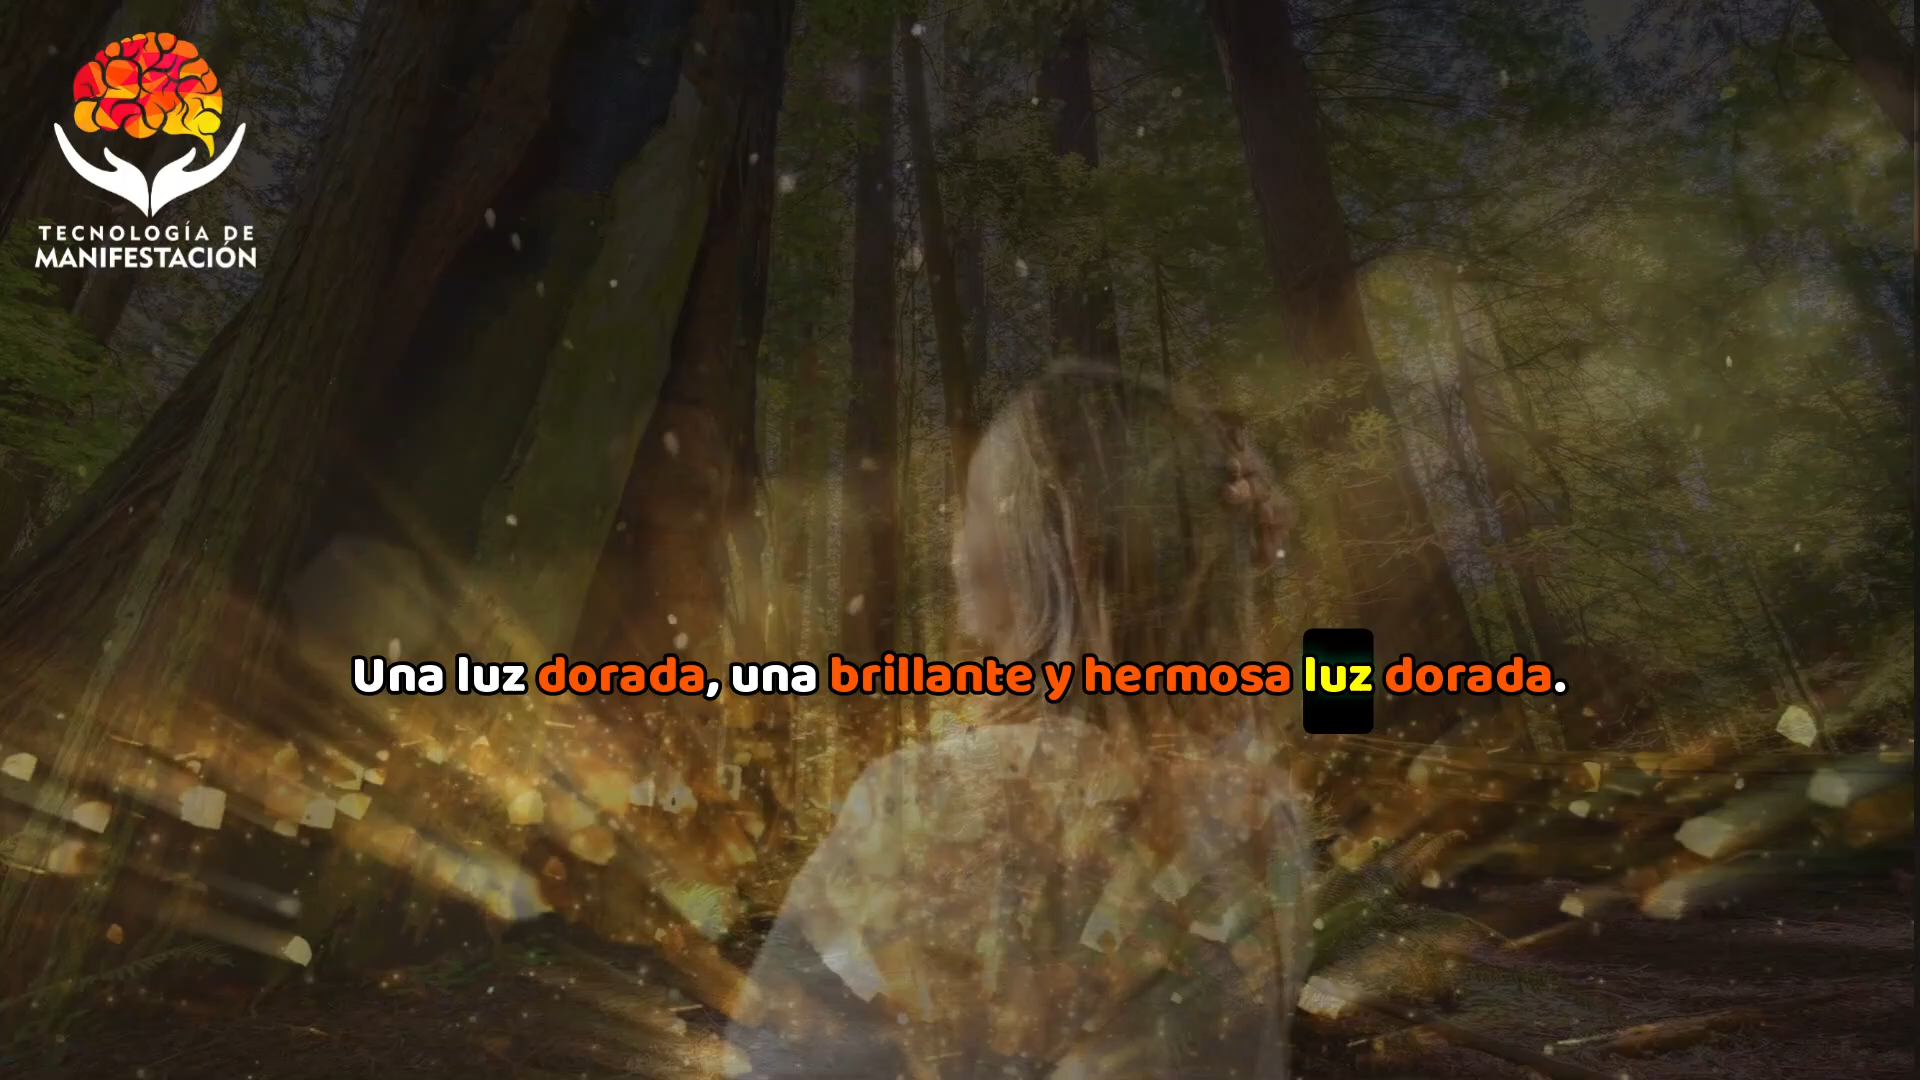 TECNOLOGÍA DE
MANIFESTACIÓN
Una luz dorada, una brillante y hermosa luz dorada.